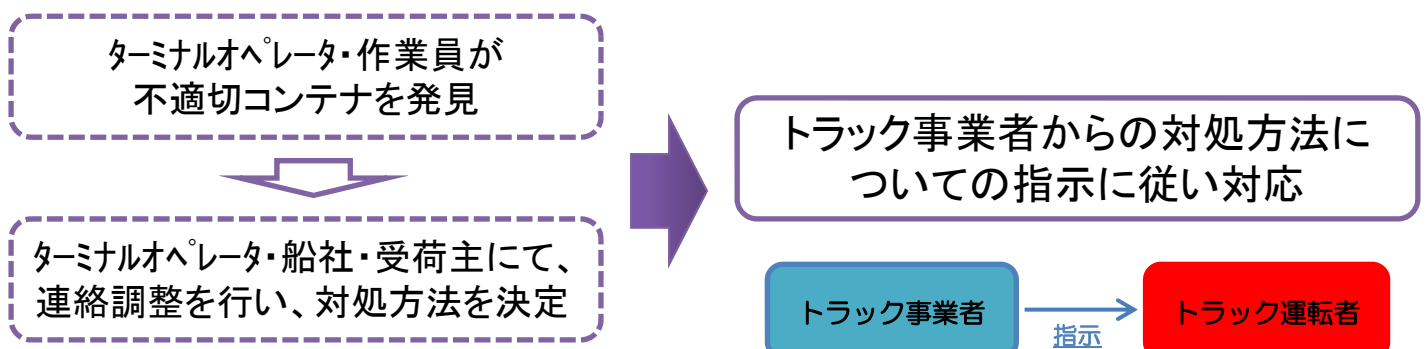 ﾀｰﾐﾅﾙｵﾍﾟﾚｰﾀ・作業員が
不適切コンテナを発見
ﾀｰﾐﾅﾙｵﾍﾟﾚｰﾀ・船社・受荷主にて、
連絡調整を行い、対処方法を決定
トラック事業者からの対処方法に
ついての指示に従い対応
トラック事業者
指示
トラック運転者